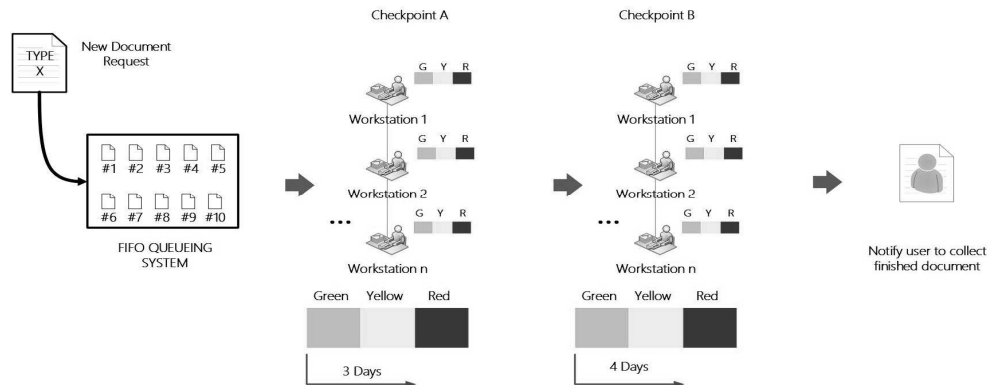 TYPE
X
New Document
Request
#1 #2 #3 #4 #5
#6 #7 #8 #9 #10
FIFO QUEUEING
SYSTEM
Checkpoint A
G Y R
Workstation 1
G Y R
Workstation 2
...
G Y R
Workstation n
Green Yellow Red
3 Days
Checkpoint B
G Y R
Workstation 1
G Y R
Workstation 2
...
G Y R
Workstation n
Green Yellow Red
4 Days
Notify user to collect
finished document